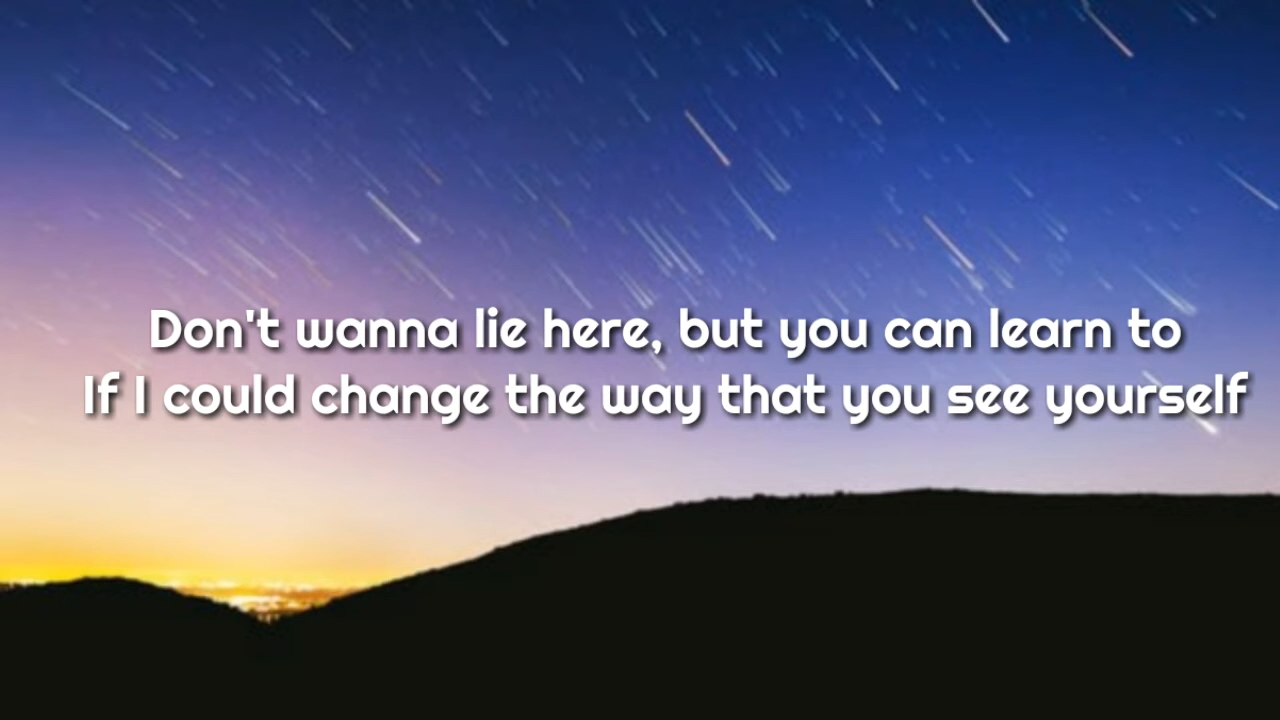 Don't wanna lie here, but you can learn to
If I could change the way that you see yourself